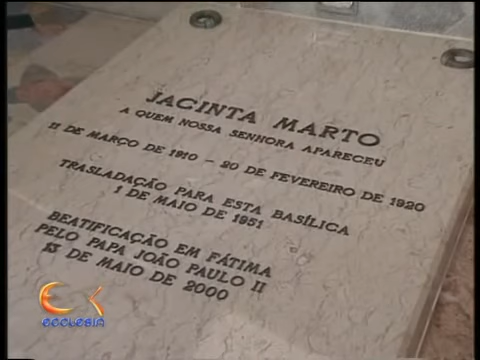 JACINTA MARTO
A QUEM NOSSA SENHORA APARECEU
11 DE MARÇO DE 1910 – 20 DE FEVEREIRO DE 1920
TRASLADAÇÃO PARA ESTA BASÍLICA
1 DE MAIO DE 1951
BEATIFICAÇÃO EM FÁTIMA
PELO PAPA JOÃO PAULO II
13 DE MAIO DE 2000
ECCLESIA